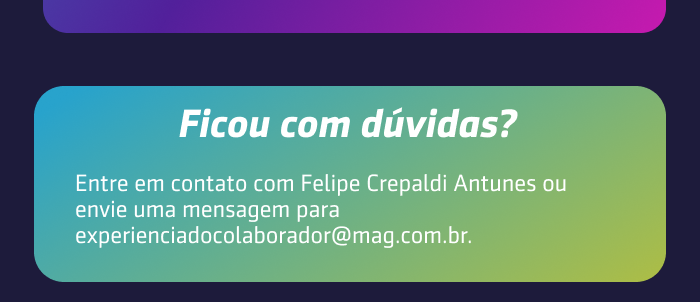 Ficou com dúvidas?
Entre em contato com Felipe Crepaldi Antunes ou
envie uma mensagem para
experienciadocolaborador@mag.com.br.